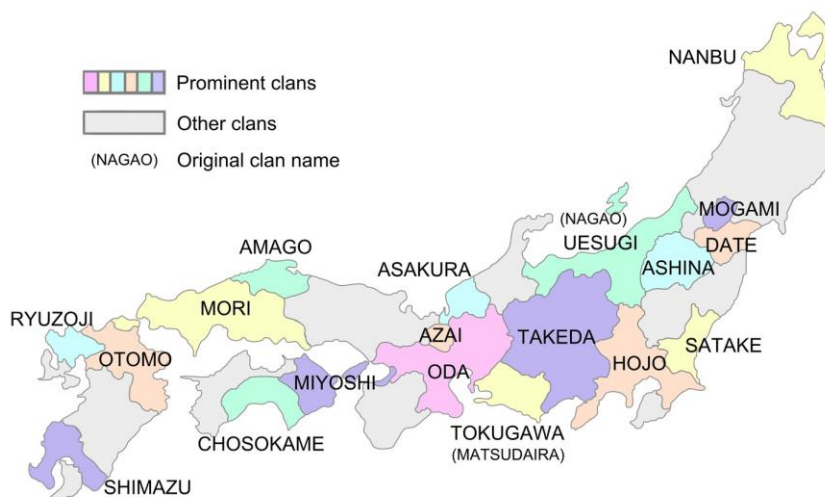 Prominent clans
Other clans
(NAGAO) Original clan name
NANBU
(NAGAO)
UESUGI
MOGAMI
DATE
ASHINA
AMAGO
ASAKURA
RYUZOJI
MORI
OTOMO
AZAI
TAKEDA
SATAKE
HOJO
ODA
MIYOSHI
CHOSOKAME
TOKUGAWA
(MATSUDAIRA)
SHIMAZU